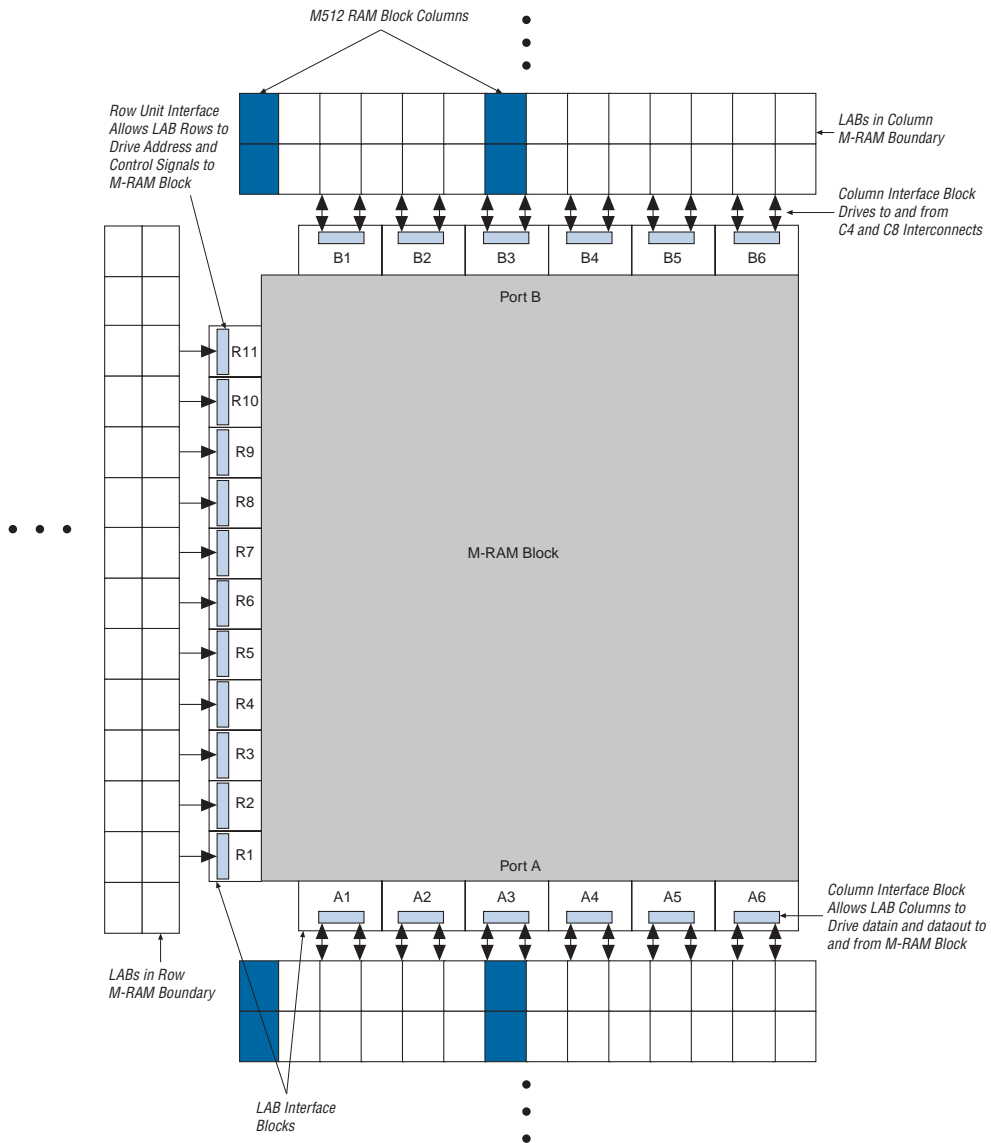 M512 RAM Block Columns
Row Unit Interface
Allows LAB Rows to
Drive Address and
Control Signals to
M-RAM Block
LABs in Column
M-RAM Boundary
Column Interface Block
Drives to and from
C4 and C8 Interconnects
B1 B2 B3 B4 B5 B6
Port B
R11
R10
R9
R8
R7
M-RAM Block
R6
R5
R4
R3
R2
R1
Port A
A1 A2 A3 A4 A5 A6
Column Interface Block
Allows LAB Columns to
Drive datain and dataout to
and from M-RAM Block
LABs in Row
M-RAM Boundary
LAB Interface
Blocks